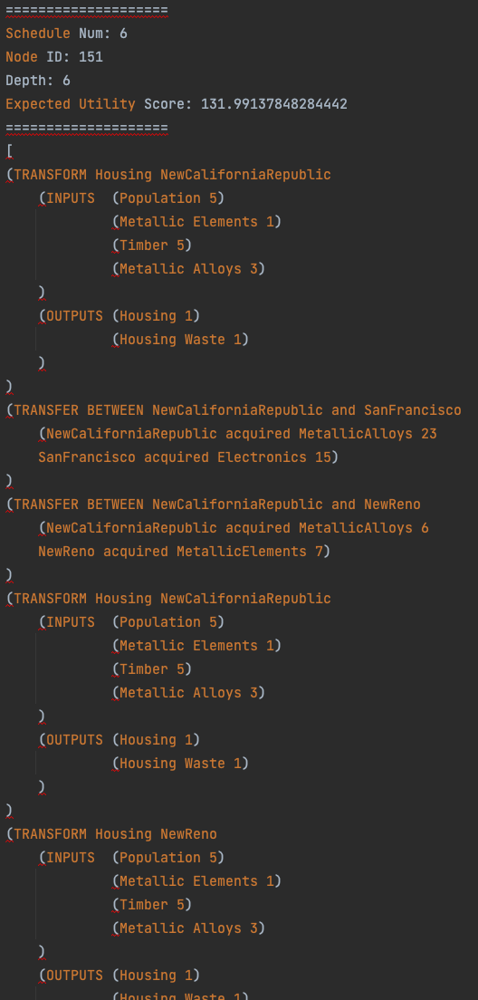 ====================
Schedule Num: 6
Node ID: 151
Depth: 6
Expected Utility Score: 131.99137848284442
====================
[
(TRANSFORM Housing NewCaliforniaRepublic
    (INPUTS  (Population 5)
             (Metallic Elements 1)
             (Timber 5)
             (Metallic Alloys 3)
    )
    (OUTPUTS (Housing 1)
             (Housing Waste 1)
    )
)
(TRANSFER BETWEEN NewCaliforniaRepublic and SanFrancisco
    (NewCaliforniaRepublic acquired MetallicAlloys 23
    SanFrancisco acquired Electronics 15)
)
(TRANSFER BETWEEN NewCaliforniaRepublic and NewReno
    (NewCaliforniaRepublic acquired MetallicAlloys 6
    NewReno acquired MetallicElements 7)
)
(TRANSFORM Housing NewCaliforniaRepublic
    (INPUTS  (Population 5)
             (Metallic Elements 1)
             (Timber 5)
             (Metallic Alloys 3)
    )
    (OUTPUTS (Housing 1)
             (Housing Waste 1)
    )
)
(TRANSFORM Housing NewReno
    (INPUTS  (Population 5)
             (Metallic Elements 1)
             (Timber 5)
             (Metallic Alloys 3)
    )
    (OUTPUTS (Housing 1)
             (Housing Waste 1)